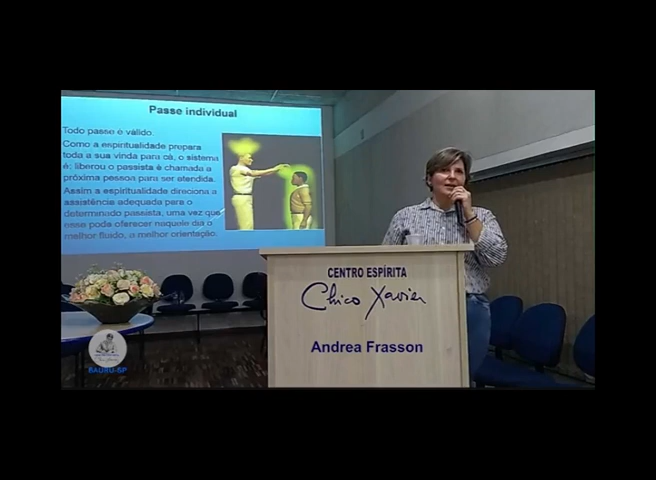 Passe individual
Todo passe é válido.
Como a espiritualidade prepara
toda a sua vinda para cá, o sistema
é: liberou o passista é chamada a
próxima pessoa para ser atendida.
Assim a espiritualidade direciona a
assistência adequada para o
determinado passista, uma vez que
esse pode oferecer naquele dia o
melhor fluido, a melhor orientação.
CENTRO ESPÍRITA
Chico Xavier
Andrea Frasson
BAURU-SP